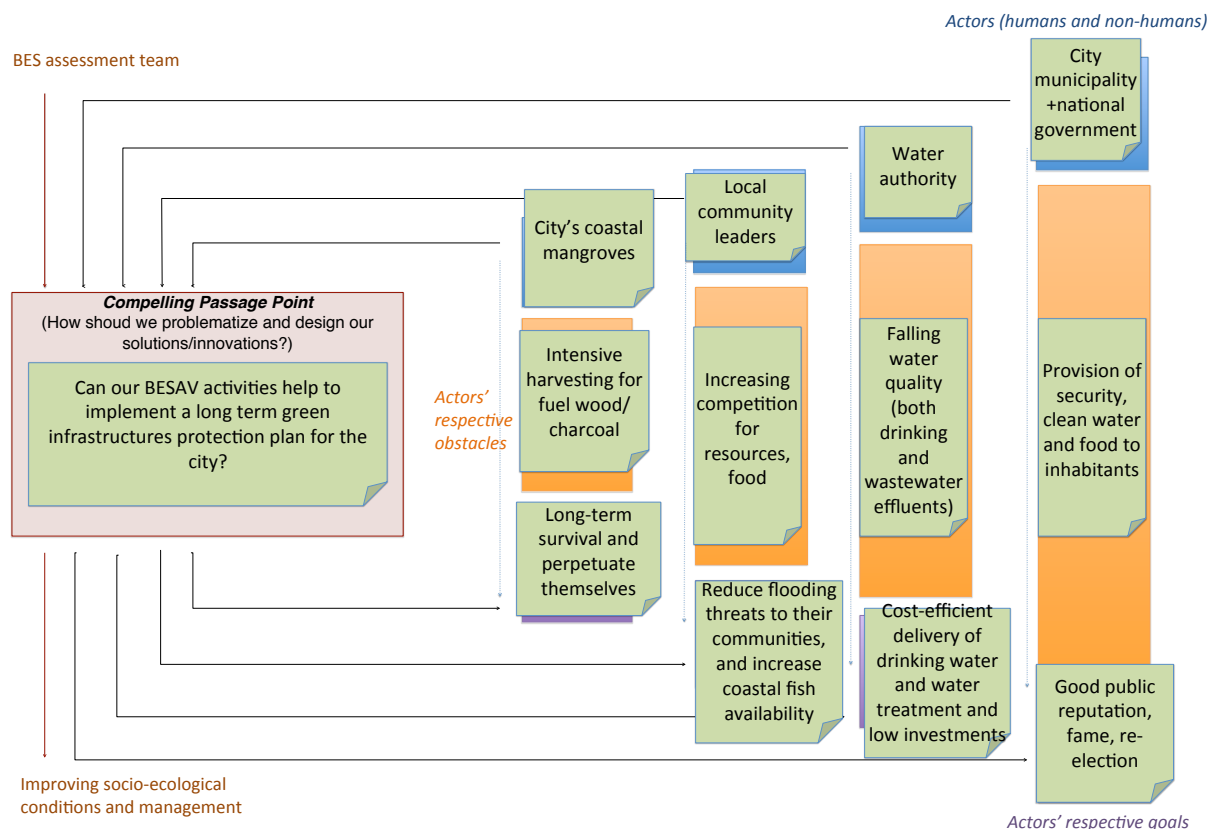 Actors (humans and non-humans)
BES assessment team
City
municipality
+national
government
Water
authority
Local
community
leaders
City's coastal
mangroves
Compelling Passage Point
(How shoud we problematize and design our
solutions/innovations?)
Can our BESAV activities help to
implement a long term green
infrastructures protection plan for the
city?
Actors'
respective
obstacles
Intensive
harvesting for
fuel wood/
charcoal
Increasing
competition
for
resources,
food
Falling
water
quality
(both
drinking
and
wastewater
effluents)
Provision of
security,
clean water
and food to
inhabitants
Long-term
survival and
perpetuate
themselves
Reduce flooding
threats to their
communities,
and increase
coastal fish
availability
Cost-efficient
delivery of
drinking water
and water
treatment and
low investments
Good public
reputation,
fame, re-
election
Improving socio-ecological
conditions and management
Actors' respective goals